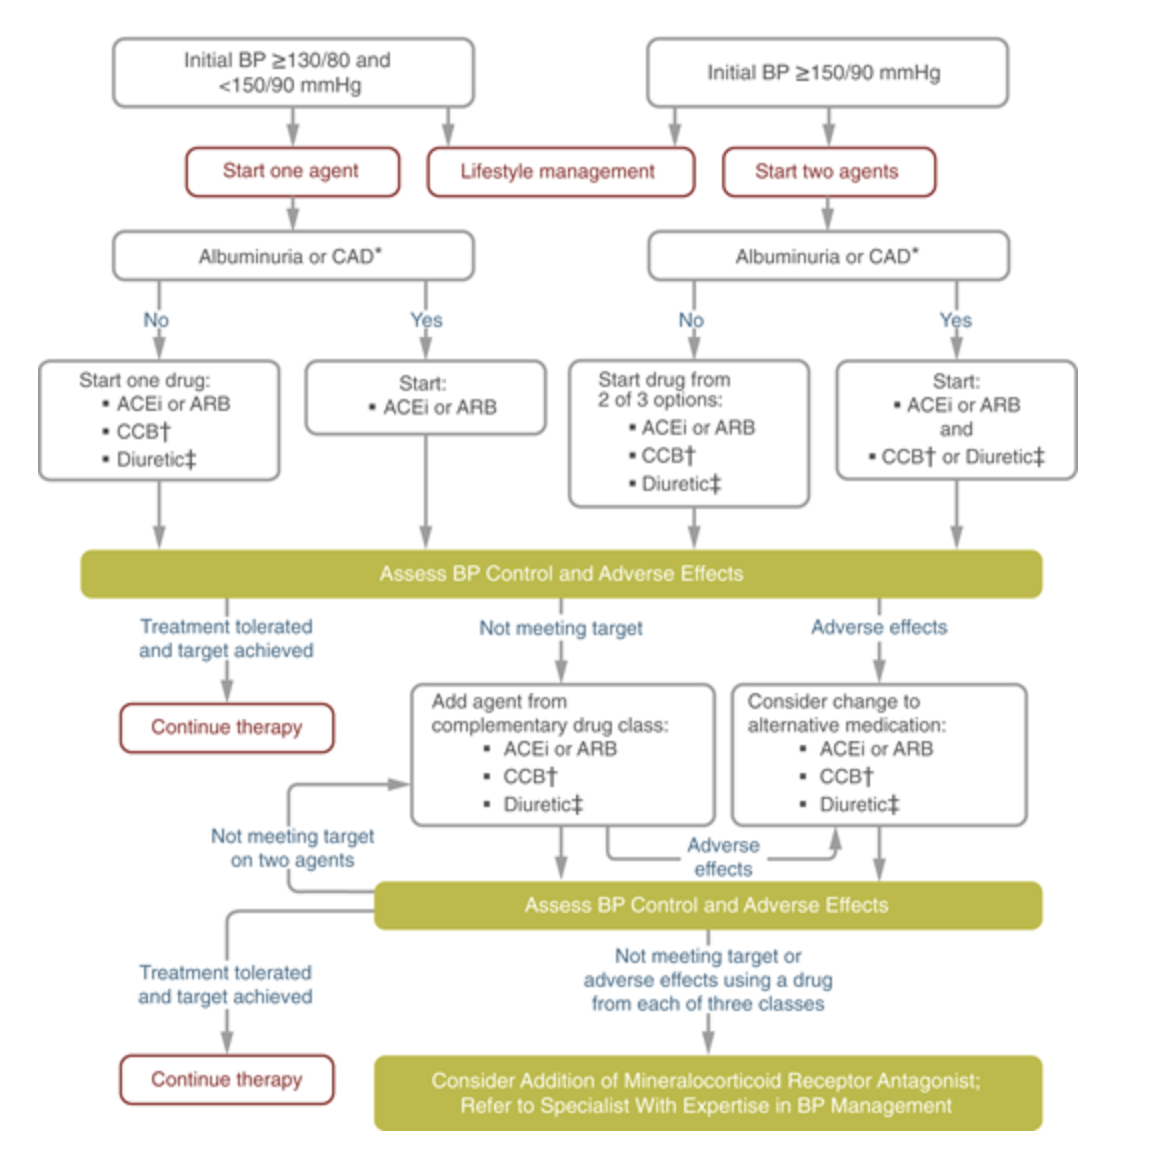 Initial BP ≥130/80 and
<150/90 mmHg
Initial BP ≥150/90 mmHg
Start one agent
Lifestyle management
Start two agents
Albuminuria or CAD*
Albuminuria or CAD*
No
Yes
No
Yes
Start one drug:
▪ ACEi or ARB
▪ CCB†
▪ Diuretic‡
Start:
▪ ACEi or ARB
Start drug from
2 of 3 options:
▪ ACEi or ARB
▪ CCB†
▪ Diuretic‡
Start:
▪ ACEi or ARB
and
▪ CCB† or Diuretic‡
Assess BP Control and Adverse Effects
Treatment tolerated
and target achieved
Not meeting target
Adverse effects
Continue therapy
Add agent from
complementary drug class:
▪ ACEi or ARB
▪ CCB†
▪ Diuretic‡
Consider change to
alternative medication:
▪ ACEi or ARB
▪ CCB†
▪ Diuretic‡
Not meeting target
on two agents
Adverse
effects
Assess BP Control and Adverse Effects
Treatment tolerated
and target achieved
Not meeting target or
adverse effects using a drug
from each of three classes
Continue therapy
Consider Addition of Mineralocorticoid Receptor Antagonist;
Refer to Specialist With Expertise in BP Management